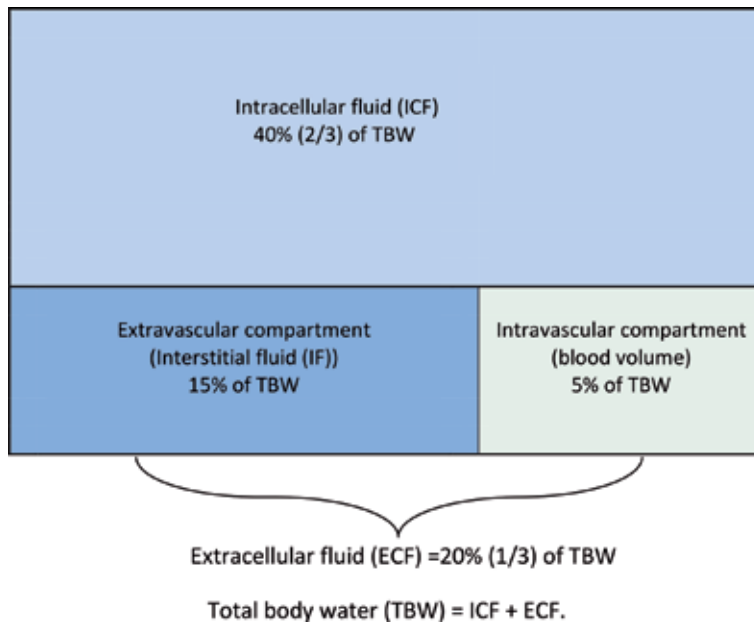 Intracellular fluid (ICF)
40% (2/3) of TBW
Extravascular compartment
(Interstitial fluid (IF))
15% of TBW
Intravascular compartment
(blood volume)
5% of TBW
Extracellular fluid (ECF) =20% (1/3) of TBW
Total body water (TBW) = ICF + ECF.